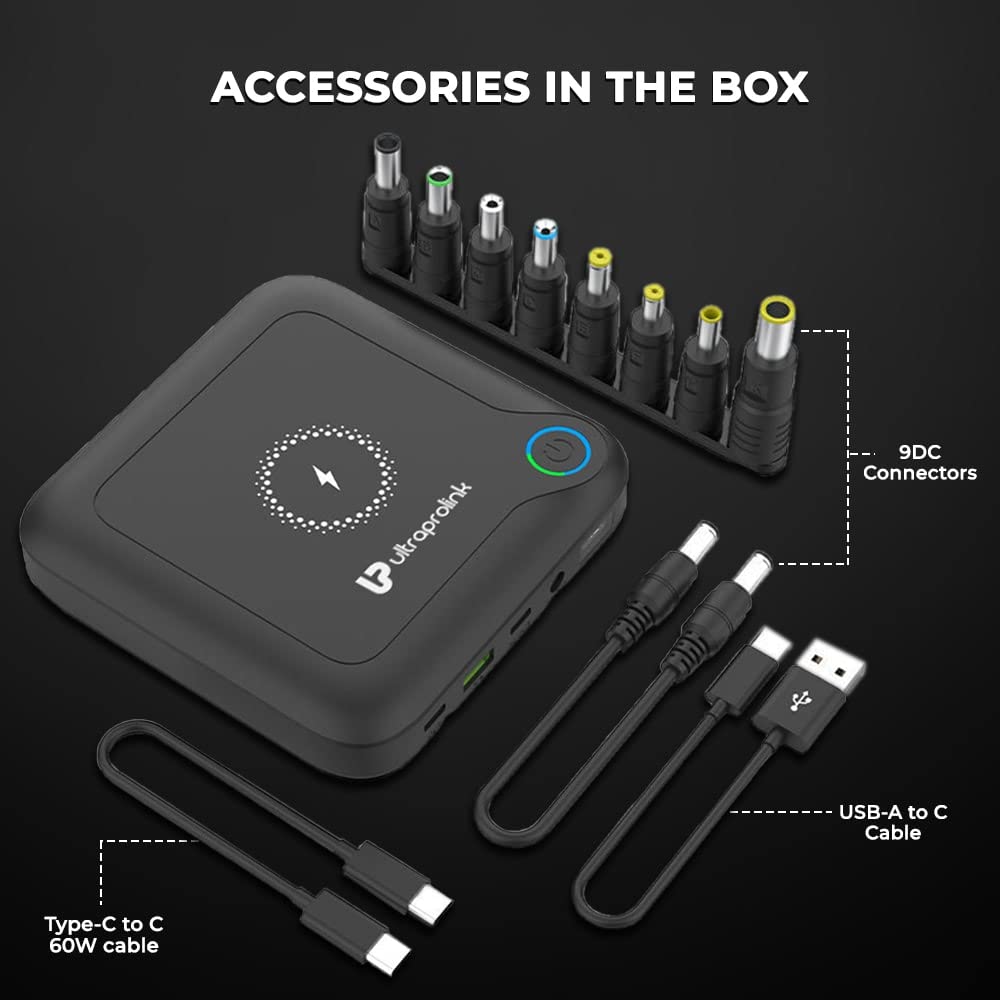 ACCESSORIES IN THE BOX
9DC
Connectors
ultraprolink
USB-A to C
Cable
Type-C to C
60W cable